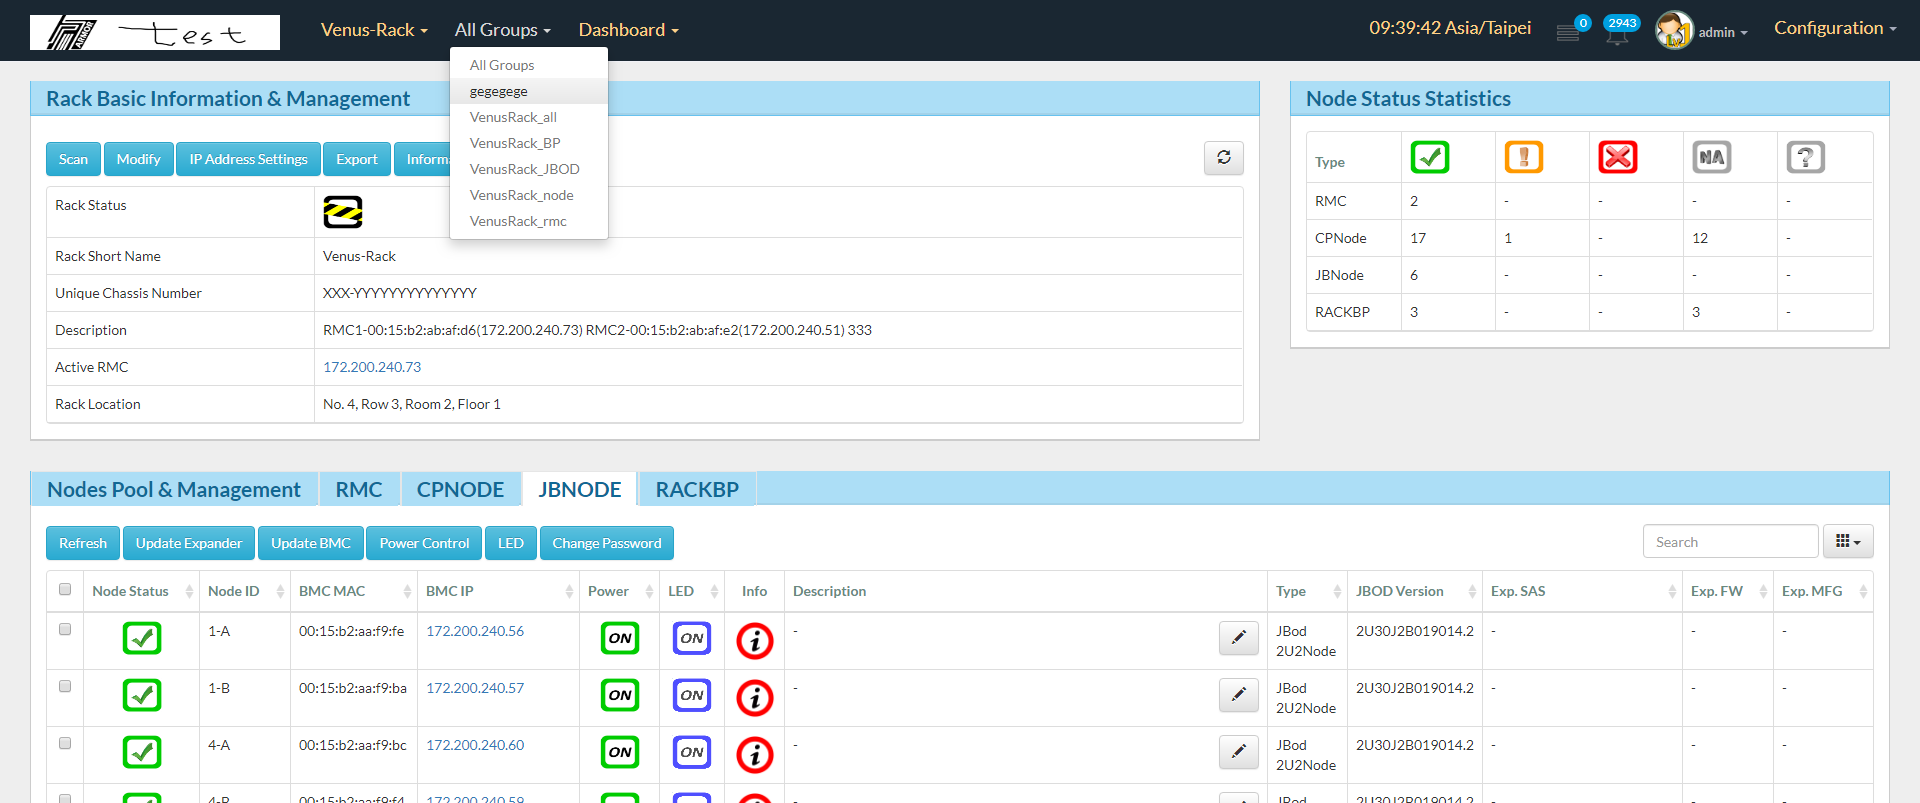 ARMOR test Venus-Rack All Groups Dashboard 09:39:42 Asia/Taipei 0 2943 admin Configuration
All Groups
gegegege
VenusRack_all
VenusRack_BP
VenusRack_JBOD
VenusRack_node
VenusRack_rmc
Rack Basic Information & Management
Scan Modify IP Address Settings Export
Rack Status
Rack Short Name Venus-Rack
Unique Chassis Number XXX-YYYYYYYYYYYYYY
Description RMC1-00:15:b2:ab:af:d6(172.200.240.73) RMC2-00:15:b2:ab:af:e2(172.200.240.51) 333
Active RMC 172.200.240.73
Rack Location No. 4, Row 3, Room 2, Floor 1
Node Status Statistics
Type ! NA ?
RMC 2 - - - -
CPNode 17 1 - 12 -
JBNode 6 - - - -
RACKBP 3 - - 3 -
Nodes Pool & Management RMC CPNODE JBNODE RACKBP
Refresh Update Expander Update BMC Power Control LED Change Password Search
Node Status Node ID BMC MAC BMC IP Power LED Info Description Type JBOD Version Exp. SAS Exp. FW Exp. MFG
1-A 00:15:b2:aa:f9:fe 172.200.240.56 ON ON i - JBod 2U30J2B019014.2 - - -
2U2Node
1-B 00:15:b2:aa:f9:ba 172.200.240.57 ON ON i - JBod 2U30J2B019014.2 - - -
2U2Node
4-A 00:15:b2:aa:f9:bc 172.200.240.60 ON ON i - JBod 2U30J2B019014.2 - - -
2U2Node
4-B 00:15:b2:aa:f9:f4 172.200.240.59 JBod 2U30J2B019014.2